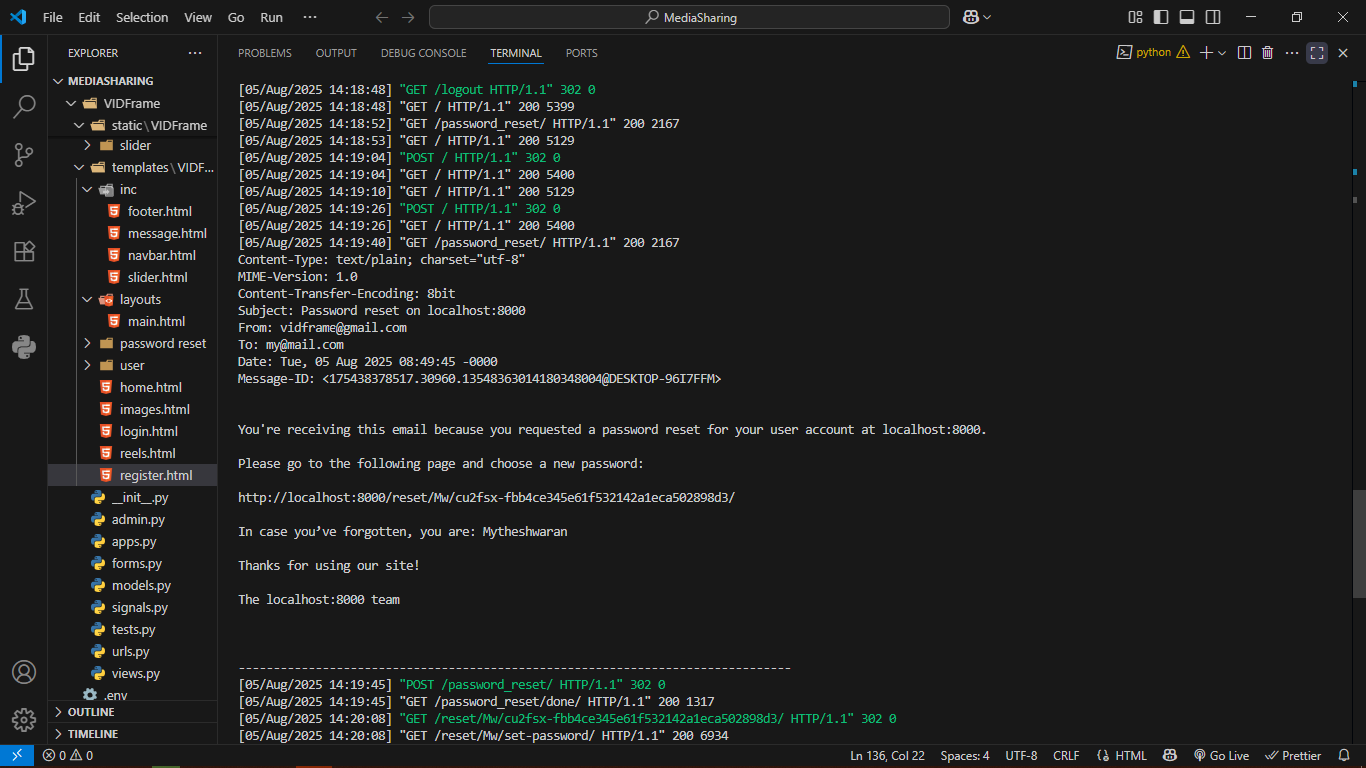 File Edit Selection View Go Run ··· MediaSharing
EXPLORER ···
MEDIASHARING
VIDFrame
static\VIDFrame
slider
templates\VIDF...
inc
footer.html
message.html
navbar.html
slider.html
layouts
main.html
password reset
user
home.html
images.html
login.html
reels.html
register.html
__init__.py
admin.py
apps.py
forms.py
models.py
signals.py
tests.py
urls.py
views.py
.env
OUTLINE
TIMELINE
PROBLEMS OUTPUT DEBUG CONSOLE TERMINAL PORTS python
[05/Aug/2025 14:18:48] "GET /logout HTTP/1.1" 302 0
[05/Aug/2025 14:18:48] "GET / HTTP/1.1" 200 5399
[05/Aug/2025 14:18:52] "GET /password_reset/ HTTP/1.1" 200 2167
[05/Aug/2025 14:18:53] "GET / HTTP/1.1" 200 5129
[05/Aug/2025 14:19:04] "POST / HTTP/1.1" 302 0
[05/Aug/2025 14:19:04] "GET / HTTP/1.1" 200 5400
[05/Aug/2025 14:19:10] "GET / HTTP/1.1" 200 5129
[05/Aug/2025 14:19:26] "POST / HTTP/1.1" 302 0
[05/Aug/2025 14:19:26] "GET / HTTP/1.1" 200 5400
[05/Aug/2025 14:19:40] "GET /password_reset/ HTTP/1.1" 200 2167
Content-Type: text/plain; charset="utf-8"
MIME-Version: 1.0
Content-Transfer-Encoding: 8bit
Subject: Password reset on localhost:8000
From: vidframe@gmail.com
To: my@mail.com
Date: Tue, 05 Aug 2025 08:49:45 -0000
Message-ID: <175438378517.30960.13548363014180348004@DESKTOP-96I7FFM>
You're receiving this email because you requested a password reset for your user account at localhost:8000.
Please go to the following page and choose a new password:
http://localhost:8000/reset/Mw/cu2fsx-fbb4ce345e61f532142a1eca502898d3/
In case you’ve forgotten, you are: Mytheshwaran
Thanks for using our site!
The localhost:8000 team
-------------------------------------------------------------------------------
[05/Aug/2025 14:19:45] "POST /password_reset/ HTTP/1.1" 302 0
[05/Aug/2025 14:19:45] "GET /password_reset/done/ HTTP/1.1" 200 1317
[05/Aug/2025 14:20:08] "GET /reset/Mw/cu2fsx-fbb4ce345e61f532142a1eca502898d3/ HTTP/1.1" 302 0
[05/Aug/2025 14:20:08] "GET /reset/Mw/set-password/ HTTP/1.1" 200 6934
0 0 Ln 136, Col 22 Spaces: 4 UTF-8 CRLF HTML Go Live Prettier